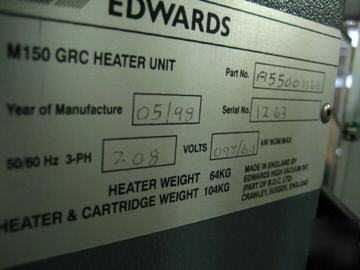 EDWARDS
M150 GRC HEATER UNIT
Part No.
Year of Manufacture 05/98 Serial No. 1263
50/60 Hz 3-PH 208 VOLTS kW NOM MAX
HEATER WEIGHT 64KG
HEATER & CARTRIDGE WEIGHT 104KG
MADE IN ENGLAND BY
EDWARDS HIGH VACUUM INT.
(PART OF B.O.C. LTD)
CRAWLEY, SUSSEX, ENGLAND